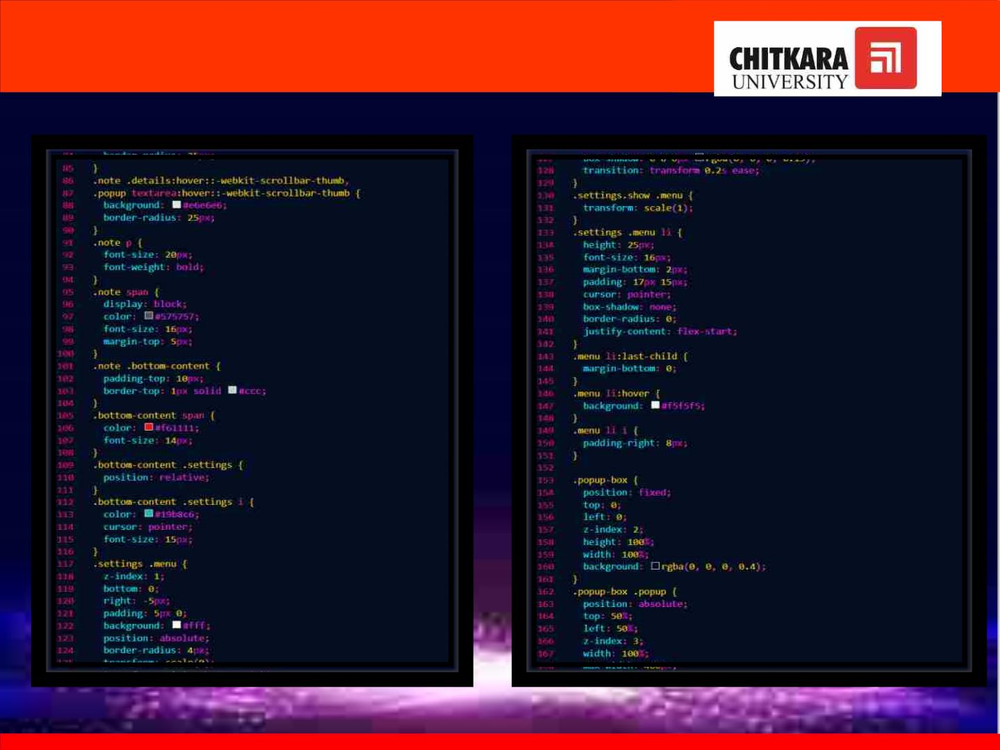 CHITKARA
UNIVERSITY
84 border-radius: 25px;
85 }
86 .note .details:hover::-webkit-scrollbar-thumb,
87 .popup textarea:hover::-webkit-scrollbar-thumb {
88 background: #e6e6e6;
89 border-radius: 25px;
90 }
91 .note p {
92 font-size: 20px;
93 font-weight: bold;
94 }
95 .note span {
96 display: block;
97 color: #575757;
98 font-size: 16px;
99 margin-top: 5px;
100 }
101 .note .bottom-content {
102 padding-top: 10px;
103 border-top: 1px solid #ccc;
104 }
105 .bottom-content span {
106 color: #f61111;
107 font-size: 14px;
108 }
109 .bottom-content .settings {
110 position: relative;
111 }
112 .bottom-content .settings i {
113 color: #19b8c6;
114 cursor: pointer;
115 font-size: 15px;
116 }
117 .settings .menu {
118 z-index: 1;
119 bottom: 0;
120 right: -5px;
121 padding: 5px 0;
122 background: #fff;
123 position: absolute;
124 border-radius: 4px;
125 transform: scale(0);
128 transition: transform 0.2s ease;
129 }
130 .settings.show .menu {
131 transform: scale(1);
132 }
133 .settings .menu li {
134 height: 25px;
135 font-size: 16px;
136 margin-bottom: 2px;
137 padding: 17px 15px;
138 cursor: pointer;
139 box-shadow: none;
140 border-radius: 0;
141 justify-content: flex-start;
142 }
143 .menu li:last-child {
144 margin-bottom: 0;
145 }
146 .menu li:hover {
147 background: #f5f5f5;
148 }
149 .menu li i {
150 padding-right: 8px;
151 }
152
153 .popup-box {
154 position: fixed;
155 top: 0;
156 left: 0;
157 z-index: 2;
158 height: 100%;
159 width: 100%;
160 background: rgba(0, 0, 0, 0.4);
161 }
162 .popup-box .popup {
163 position: absolute;
164 top: 50%;
165 left: 50%;
166 z-index: 3;
167 width: 100%;